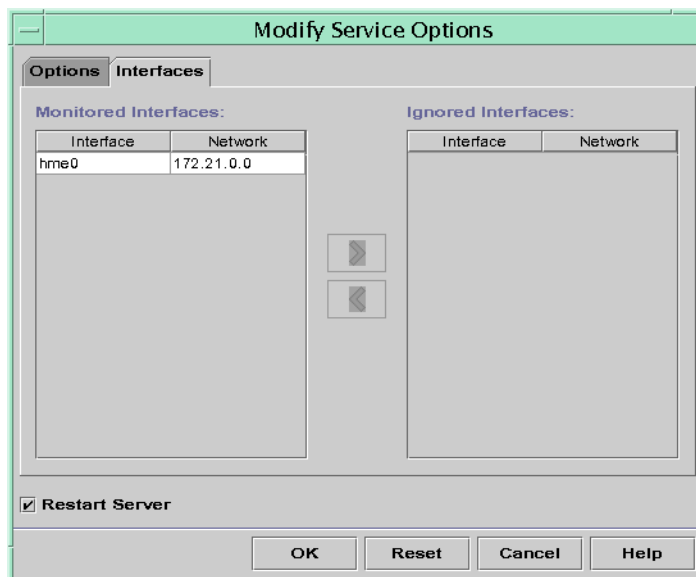 Modify Service Options
Options Interfaces
Monitored Interfaces: Ignored Interfaces:
Interface Network Interface Network
hme0 172.21.0.0
Restart Server
OK Reset Cancel Help